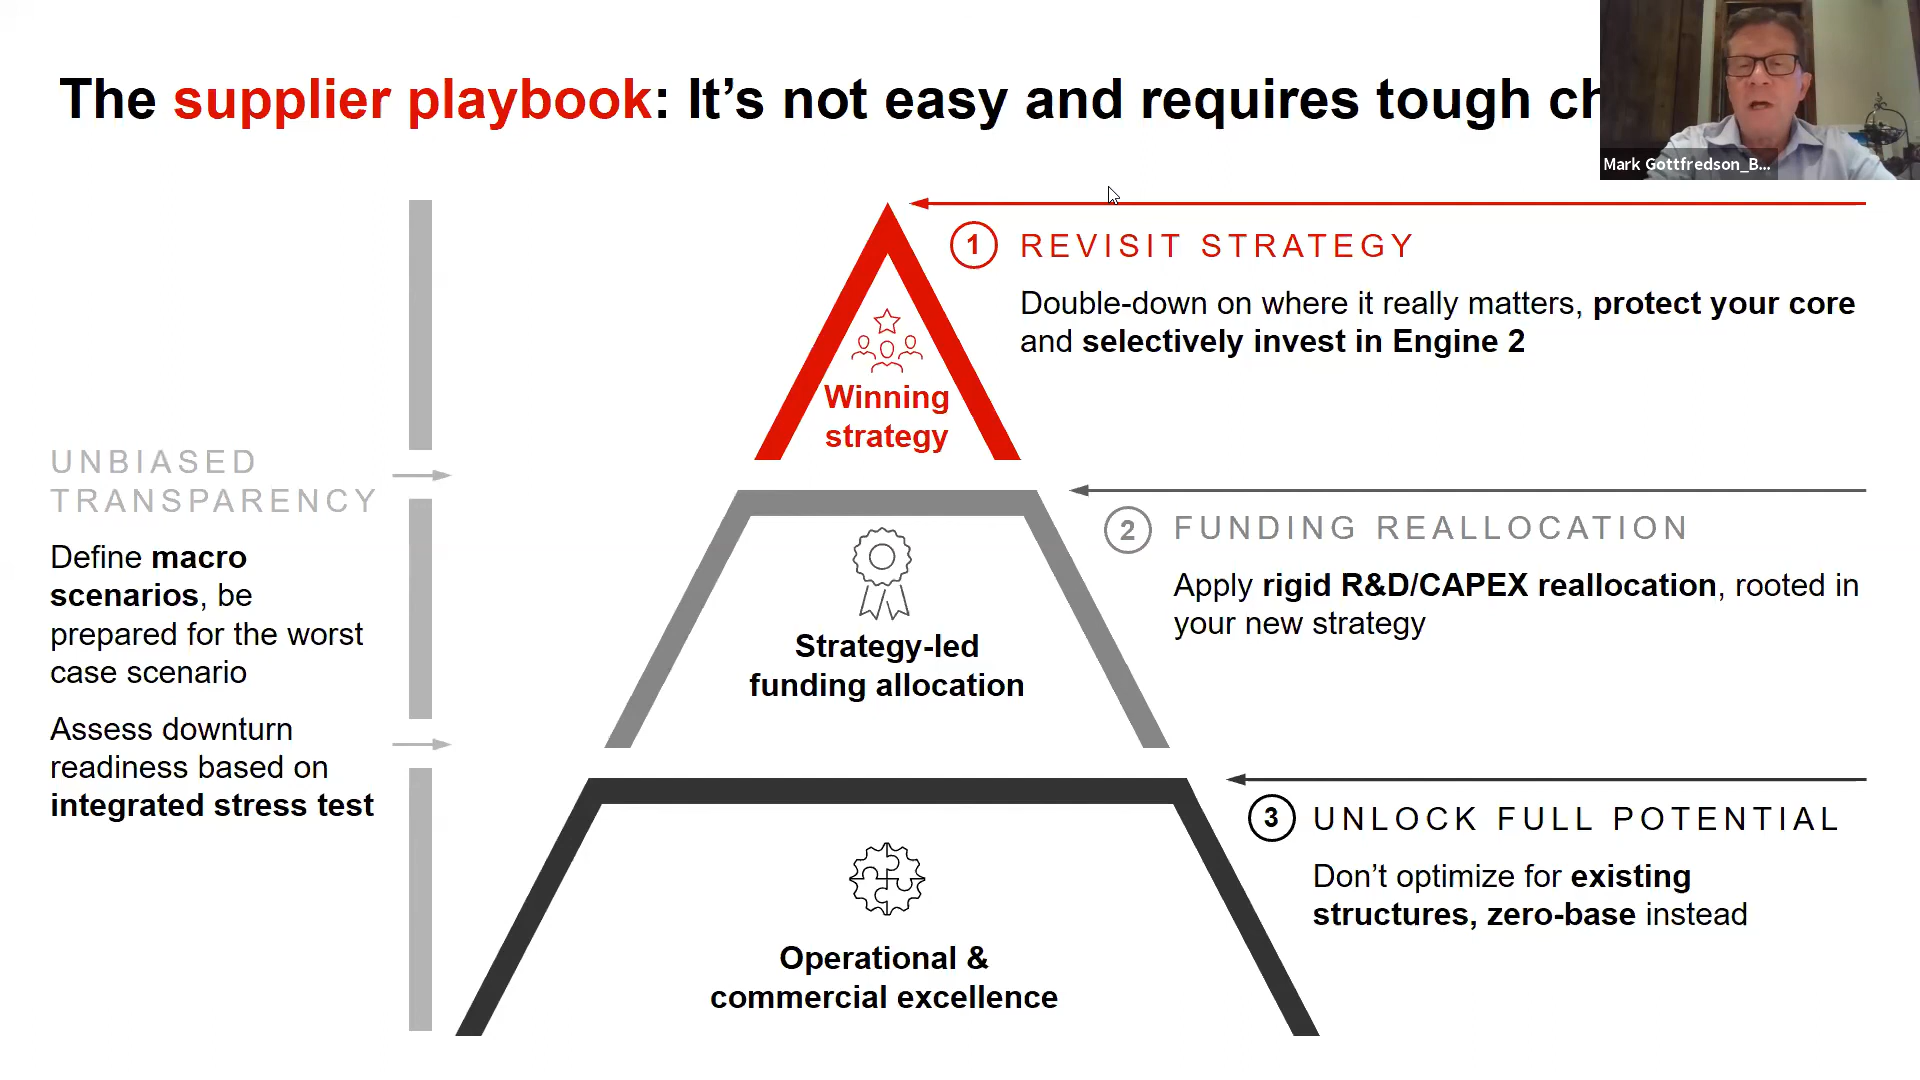 The supplier playbook: It's not easy and requires tough
Mark Gottfredson_B...
1 REVISIT STRATEGY
Double-down on where it really matters, protect your core
and selectively invest in Engine 2
Winning
strategy
UNBIASED
TRANSPARENCY
Define macro
scenarios, be
prepared for the worst
case scenario
Assess downturn
readiness based on
integrated stress test
2 FUNDING REALLOCATION
Apply rigid R&D/CAPEX reallocation, rooted in
your new strategy
Strategy-led
funding allocation
3 UNLOCK FULL POTENTIAL
Don't optimize for existing
structures, zero-base instead
Operational &
commercial excellence